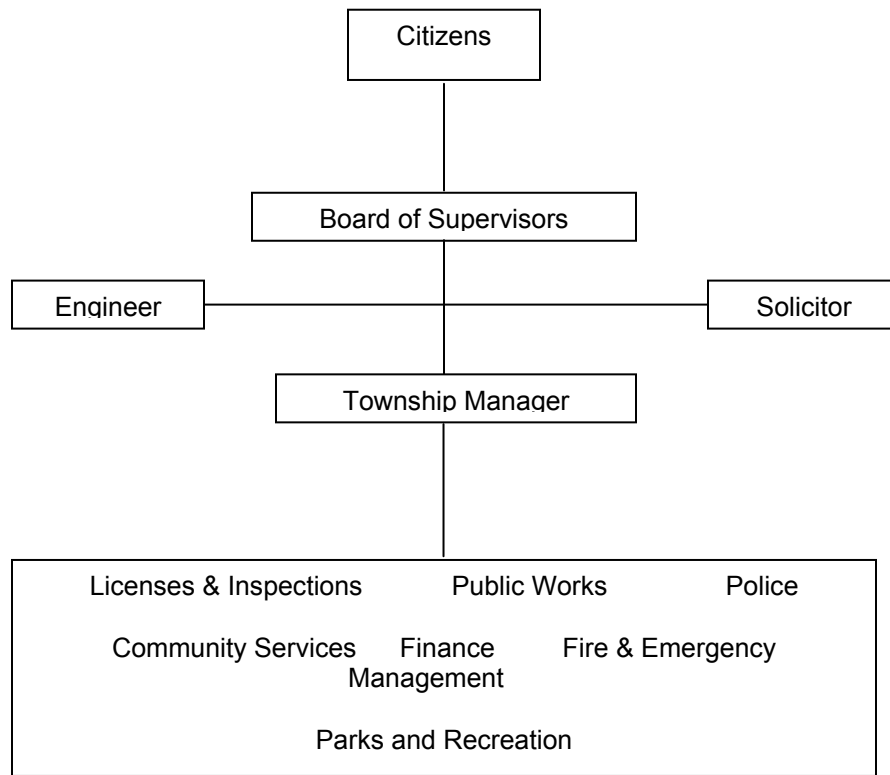 Citizens
Board of Supervisors
Engineer
Solicitor
Township Manager
Licenses & Inspections Public Works Police
Community Services Finance Fire & Emergency
Management
Parks and Recreation